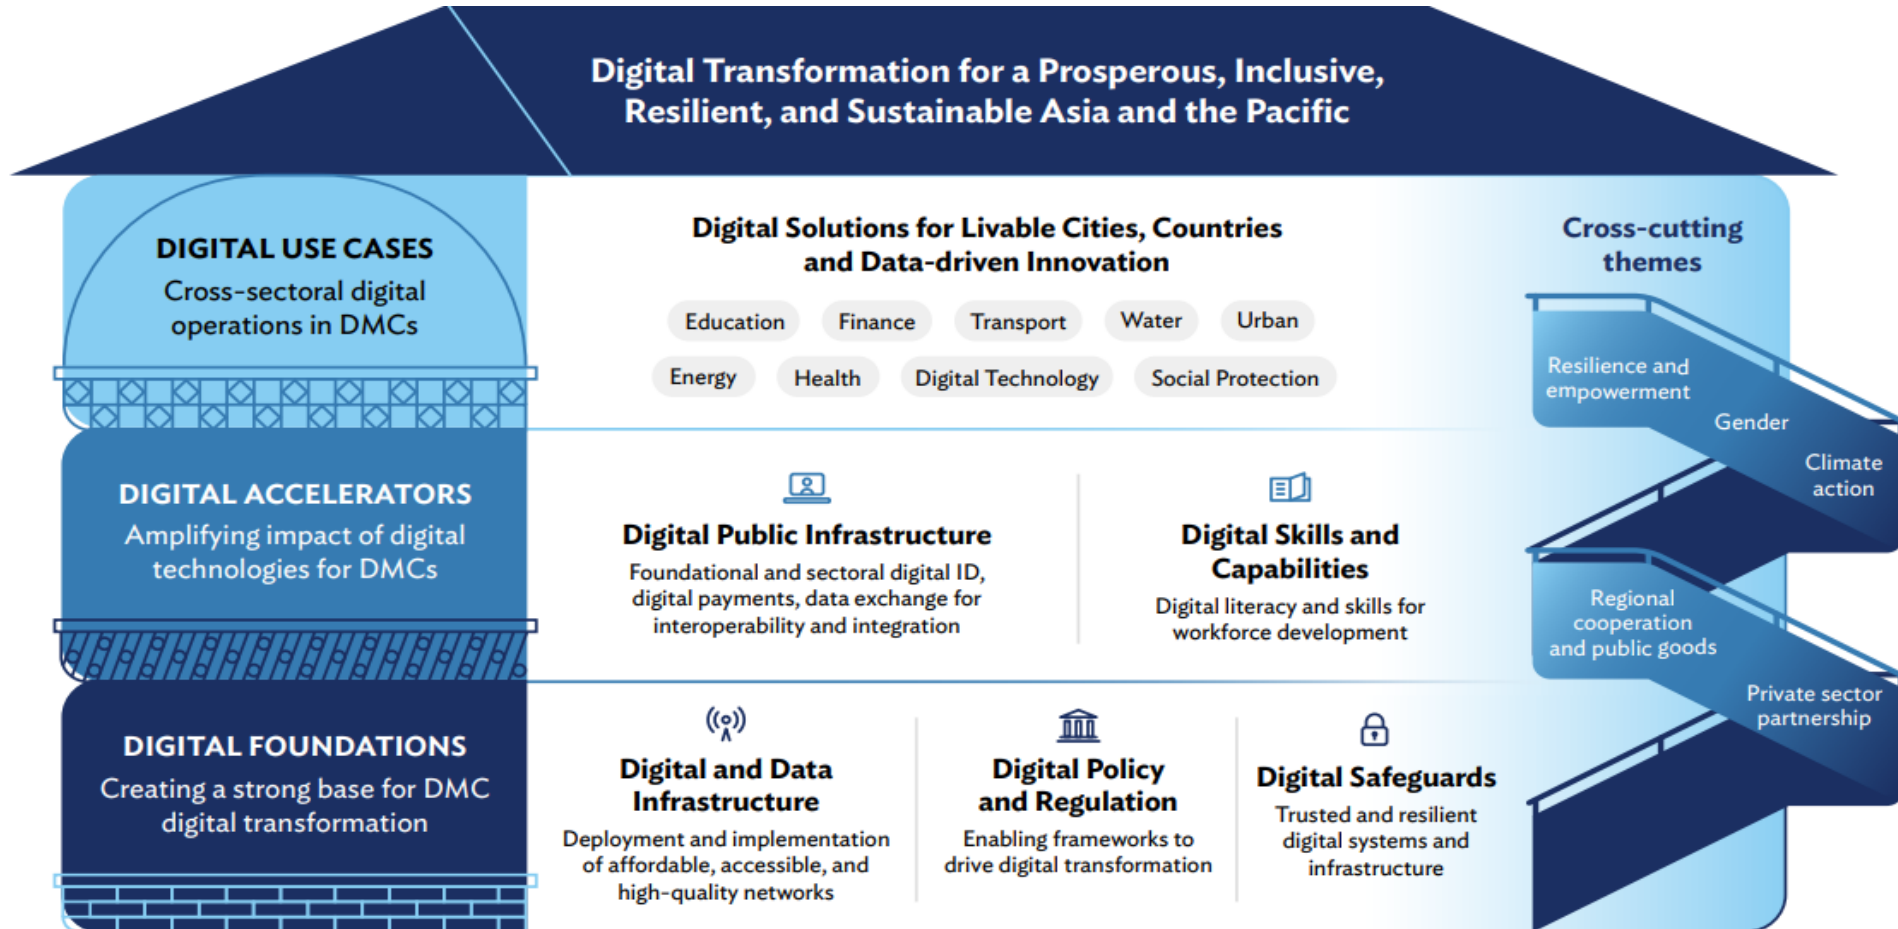 Digital Transformation for a Prosperous, Inclusive,
Resilient, and Sustainable Asia and the Pacific
DIGITAL USE CASES
Cross-sectoral digital
operations in DMCs
Digital Solutions for Livable Cities, Countries
and Data-driven Innovation
Education Finance Transport Water Urban
Energy Health Digital Technology Social Protection
Cross-cutting
themes
Resilience and
empowerment
Gender
Climate
action
DIGITAL ACCELERATORS
Amplifying impact of digital
technologies for DMCs
Digital Public Infrastructure
Foundational and sectoral digital ID,
digital payments, data exchange for
interoperability and integration
Digital Skills and
Capabilities
Digital literacy and skills for
workforce development
Regional
cooperation
and public goods
Private sector
partnership
DIGITAL FOUNDATIONS
Creating a strong base for DMC
digital transformation
Digital and Data
Infrastructure
Deployment and implementation
of affordable, accessible, and
high-quality networks
Digital Policy
and Regulation
Enabling frameworks to
drive digital transformation
Digital Safeguards
Trusted and resilient
digital systems and
infrastructure